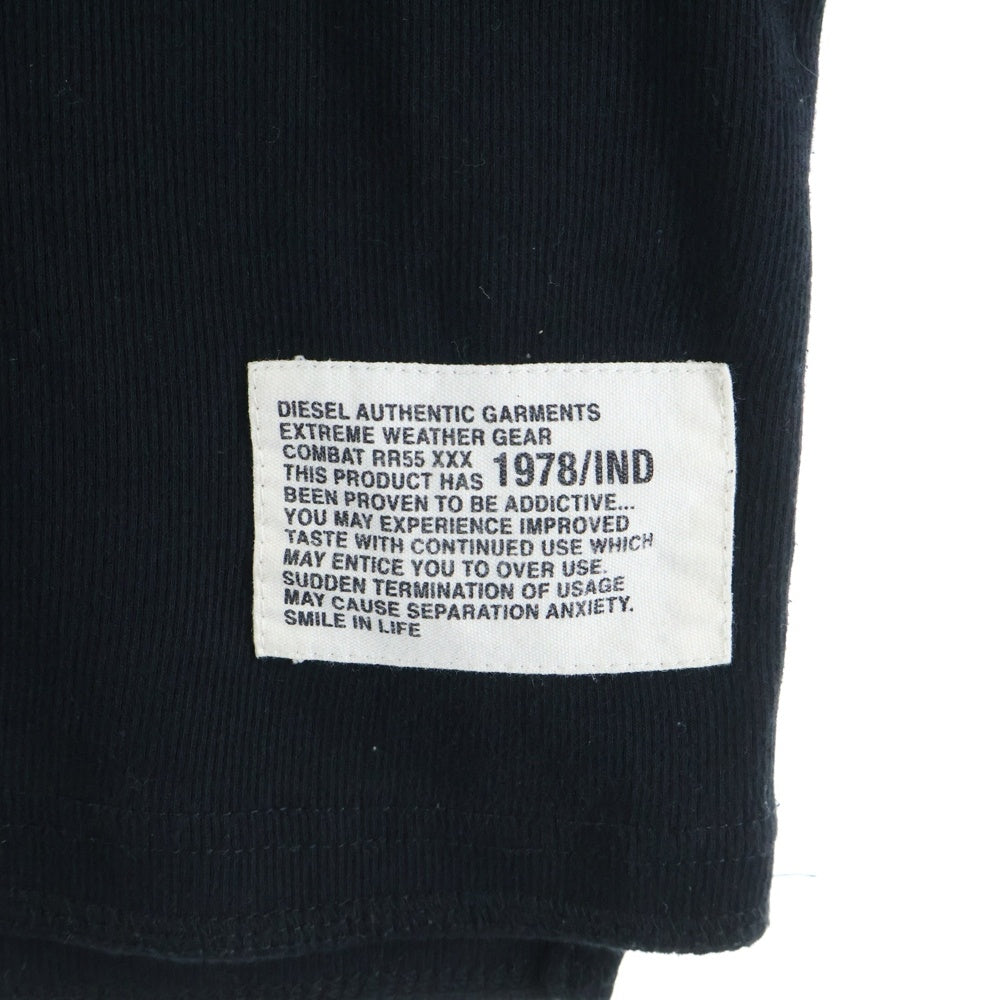 DIESEL AUTHENTIC GARMENTS
EXTREME WEATHER GEAR
COMBAT RR55 XXX 1978/IND
THIS PRODUCT HAS
BEEN PROVEN TO BE ADDICTIVE...
YOU MAY EXPERIENCE IMPROVED
TASTE WITH CONTINUED USE WHICH
MAY ENTICE YOU TO OVER USE.
SUDDEN TERMINATION OF USAGE
MAY CAUSE SEPARATION ANXIETY.
SMILE IN LIFE